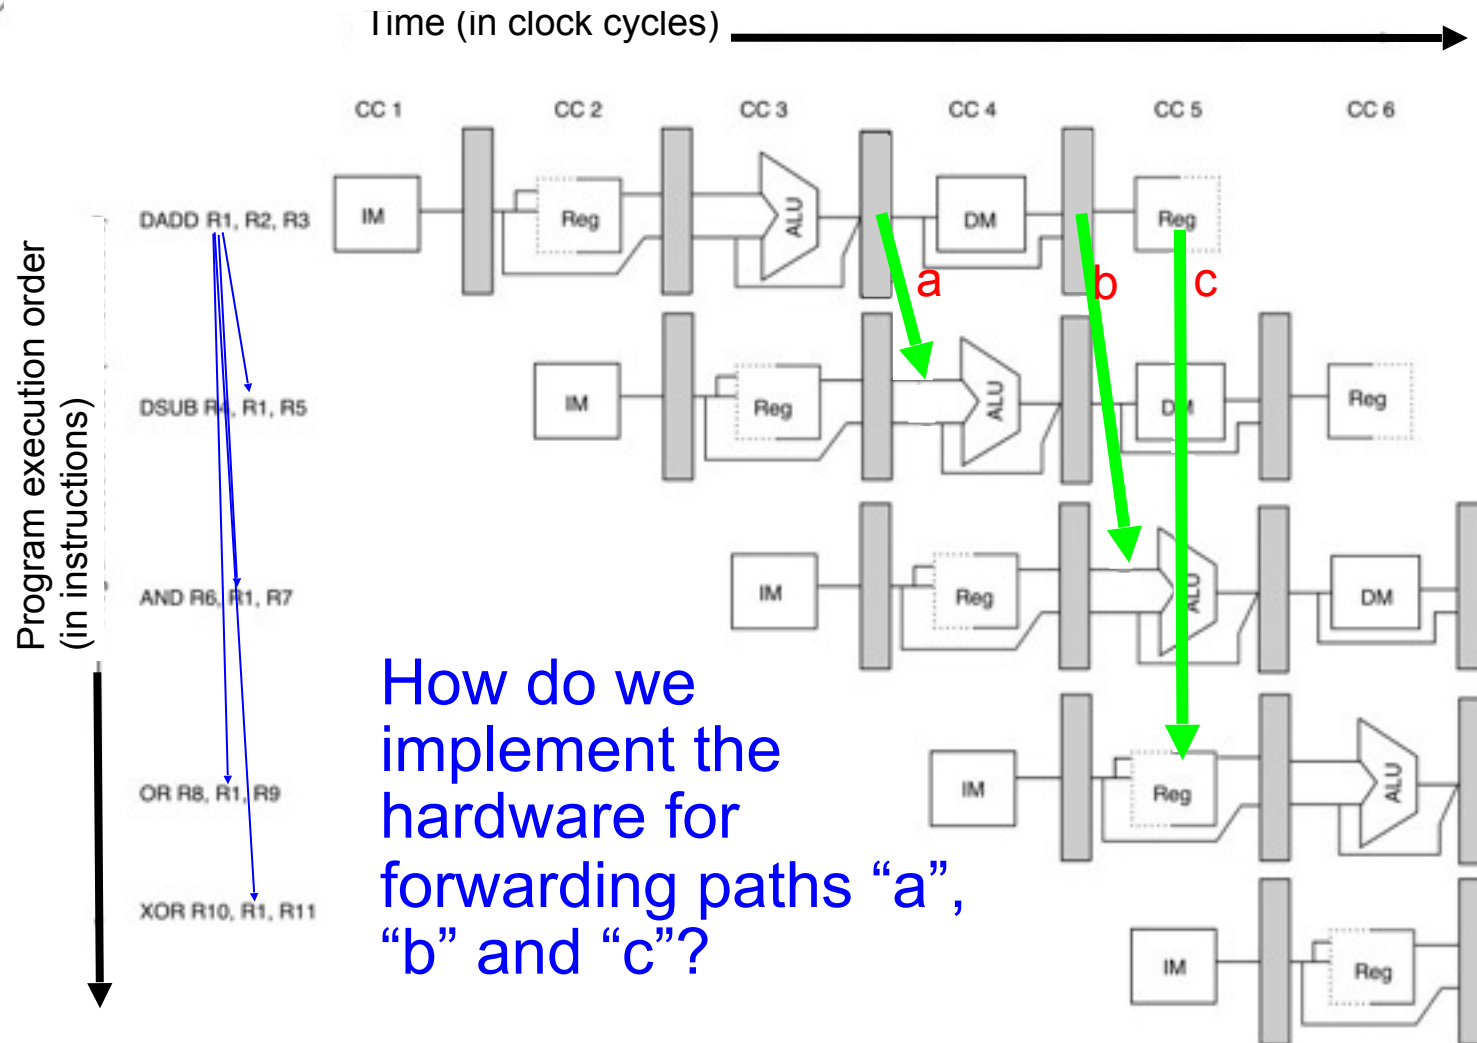 Time (in clock cycles)
CC 1 CC 2 CC 3 CC 4 CC 5 CC 6
Program execution order
(in instructions)
DADD R1, R2, R3
IM Reg ALU DM Reg
a b c
DSUB R4, R1, R5
IM Reg ALU DM Reg
AND R6, R1, R7
IM Reg ALU DM
OR R8, R1, R9
IM Reg ALU
XOR R10, R1, R11
IM Reg
How do we
implement the
hardware for
forwarding paths “a”,
“b” and “c”?